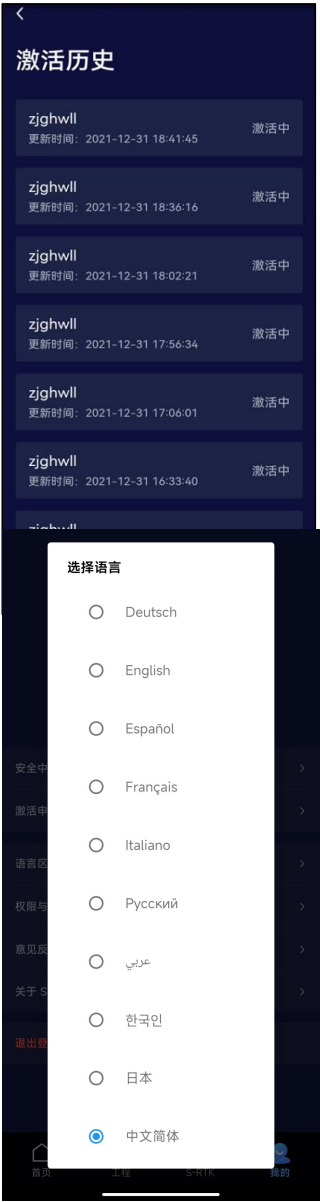 激活历史
zjghwll
激活中
更新时间：2021-12-31 18:41:45
zjghwll
激活中
更新时间：2021-12-31 18:36:16
zjghwll
激活中
更新时间：2021-12-31 18:02:21
zjghwll
激活中
更新时间：2021-12-31 17:56:34
zjghwll
激活中
更新时间：2021-12-31 17:06:01
zjghwll
激活中
更新时间：2021-12-31 16:33:40
zjghwll
选择语言
Deutsch
English
Español
Français
Italiano
Русский
عربي
한국인
日本
中文简体
安全中
激活申
语言区
权限与
意见反
关于 S
退出登
首页 工程 S-RTK 我的